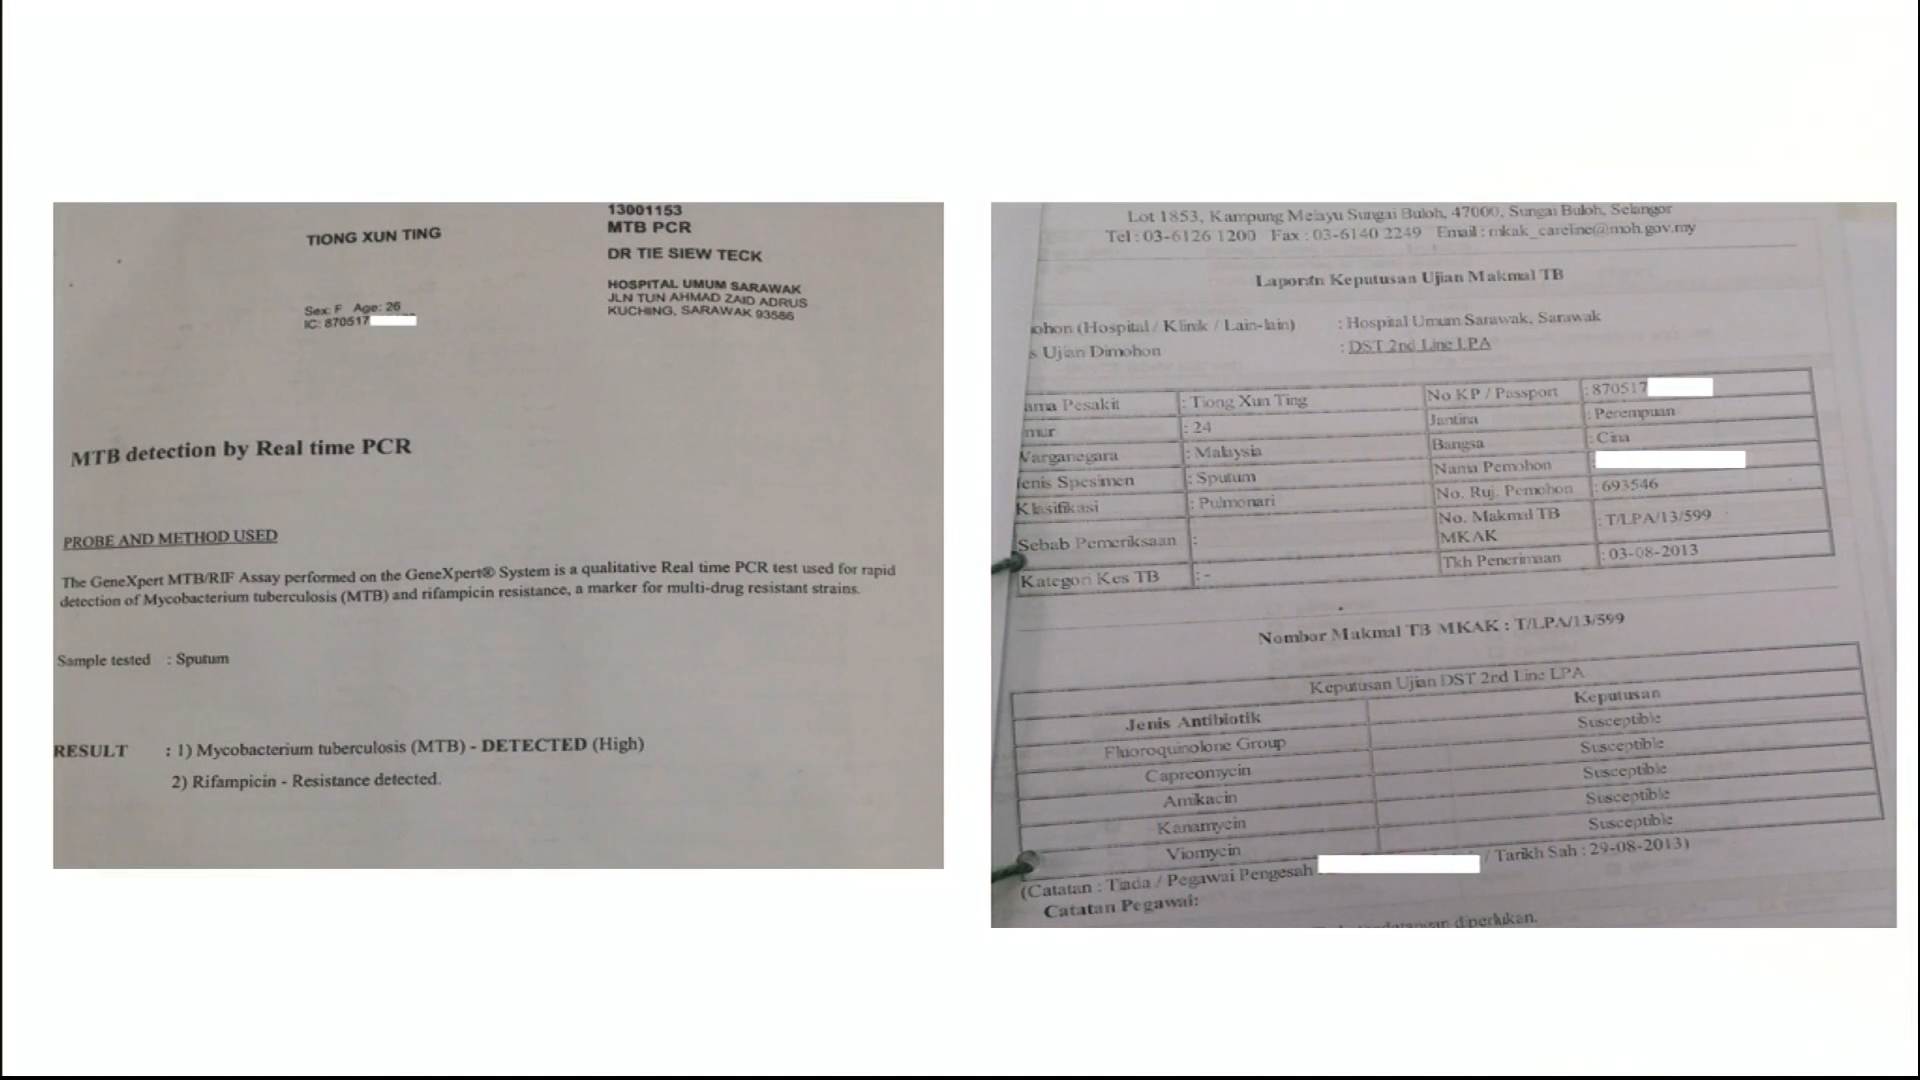 TIONG XUN TING
Sex: F Age: 26
IC: 870517
13001153
MTB PCR
DR TIE SIEW TECK
HOSPITAL UMUM SARAWAK
JLN TUN AHMAD ZAID ADRUS
KUCHING, SARAWAK 93586
MTB detection by Real time PCR
PROBE AND METHOD USED
The GeneXpert MTB/RIF Assay performed on the GeneXpert® System is a qualitative Real time PCR test used for rapid
detection of Mycobacterium tuberculosis (MTB) and rifampicin resistance, a marker for multi-drug resistant strains.
Sample tested : Sputum
RESULT : 1) Mycobacterium tuberculosis (MTB) - DETECTED (High)
2) Rifampicin - Resistance detected.
Lot 1853, Kampung Melayu Sungai Buloh, 47000, Sungai Buloh, Selangor
Tel : 03-6126 1200 Fax : 03-6140 2249 Email : mkak_careline@moh.gov.my
Keputusan Ujian Makmal TB
(Hospital / Klinik / Lain-lain) : Hospital Umum Sarawak, Sarawak
Ujian Dimohon : DST 2nd Line LPA
Pesakit : Tiong Xun Ting No KP / Passport : 870517
: 24 Jantina : Perempuan
: Malaysia Bangsa : Cina
Spesimen : Sputum Nama Pemohon
Klasifikasi : Pulmonari No. Ruj. Pemohon : 693546
Sebab Pemeriksaan : No. Makmal TB MKAK : T/LPA/13/599
Kategori Kes TB : - Tkh Penerimaan : 03-08-2013
Nombor Makmal TB MKAK : T/LPA/13/599
Keputusan Ujian DST 2nd Line LPA
Jenis Antibiotik Keputusan
Fluoroquinolone Group Susceptible
Capreomycin Susceptible
Amikacin Susceptible
Kanamycin Susceptible
Viomycin Susceptible
(Catatan : Tiada / Pegawai Pengesah / Tarikh Sah : 29-08-2013)
Catatan Pegawai:
diperlukan.